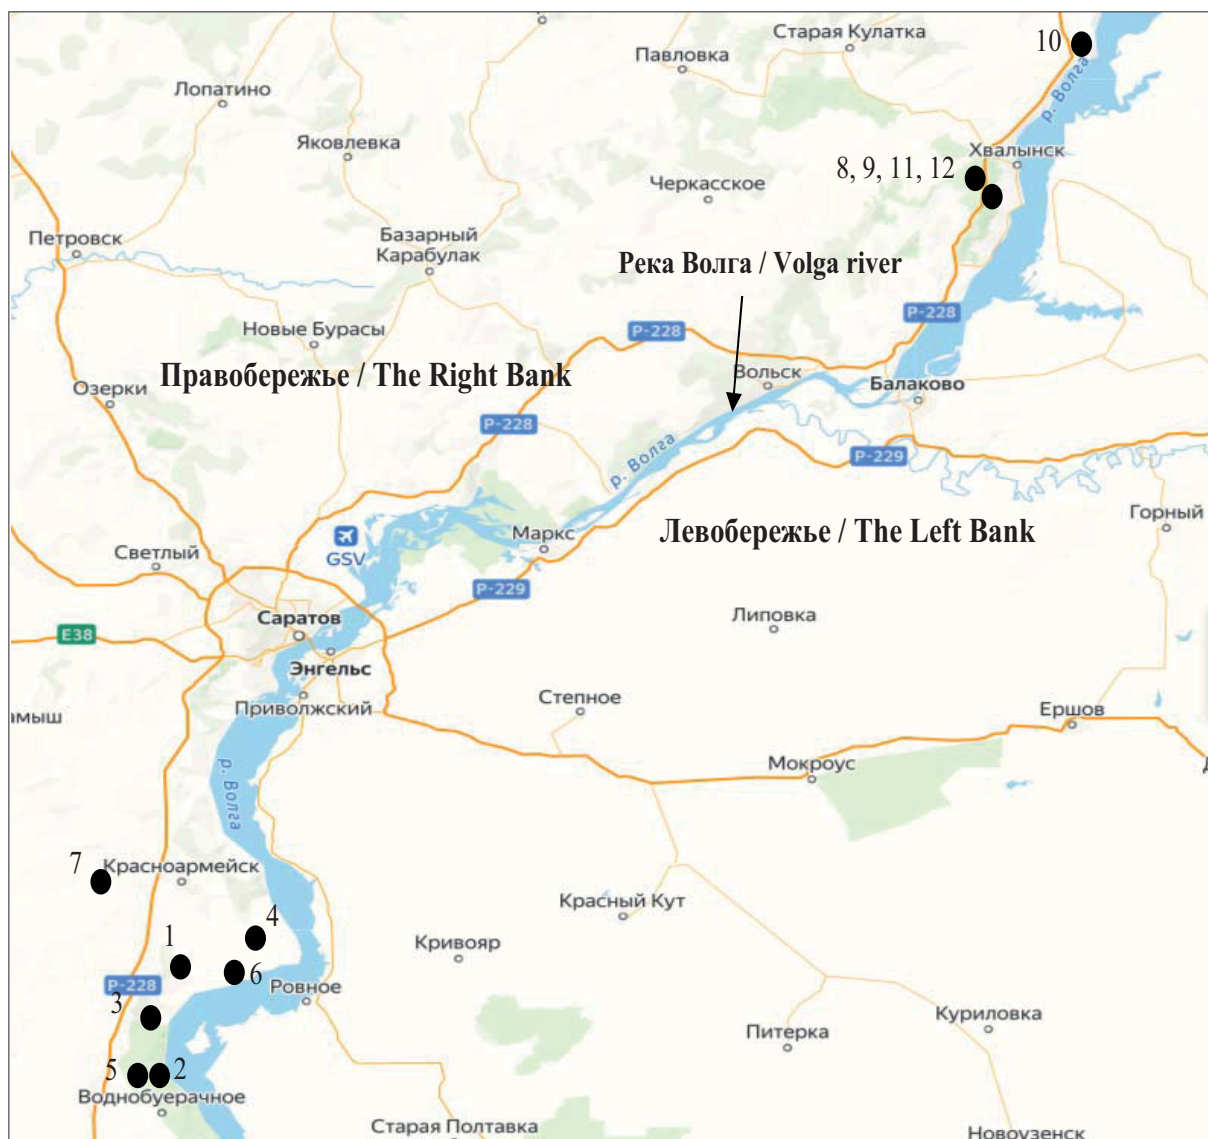 Старая Кулатка
10
Павловка
р. Волга
Лопатино
Яковлевка
Хвалынск
8, 9, 11, 12
Черкасское
Петровск
Базарный
Карабулак
Река Волга / Volga river
Р-228
Р-228
Новые Бурасы
Правобережье / The Right Bank
Вольск
Озерки
Балаково
Р-228
р. Волга
Р-229
Горный
Маркс
Левобережье / The Left Bank
Светлый
GSV
Р-229
Саратов
Липовка
E38
Энгельс
Степное
Приволжский
амыш
Ершов
Мокроус
р. Волга
7
Красноармейск
Красный Кут
4
1
Кривояр
6
Р-228
Ровное
3
Куриловка
Питерка
5
2
Воднобуерачное
Старая Полтавка
Новоузенск